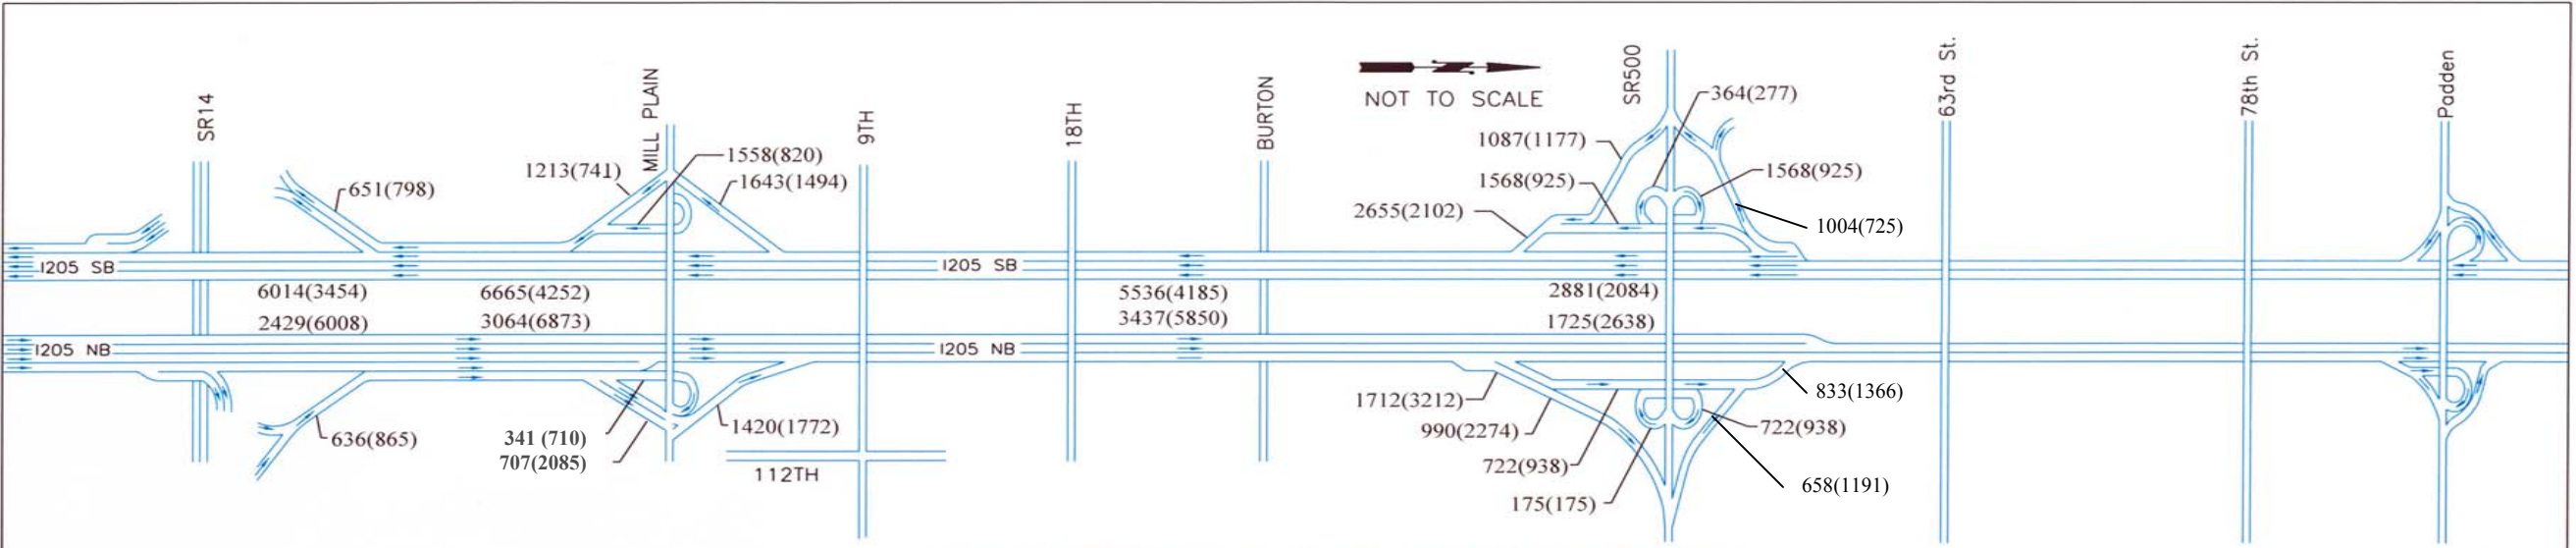 SR14
651(798)
1213(741)
MILL PLAIN
1558(820)
1643(1494)
9TH
18TH
BURTON
NOT TO SCALE
SR500
364(277)
1087(1177)
1568(925)
2655(2102)
1568(925)
1004(725)
63rd St.
78th St.
Padden
I205 SB
I205 SB
6014(3454)
6665(4252)
5536(4185)
2881(2084)
2429(6008)
3064(6873)
3437(5850)
1725(2638)
I205 NB
I205 NB
636(865)
341 (710)
707(2085)
1420(1772)
112TH
1712(3212)
990(2274)
722(938)
175(175)
833(1366)
722(938)
658(1191)